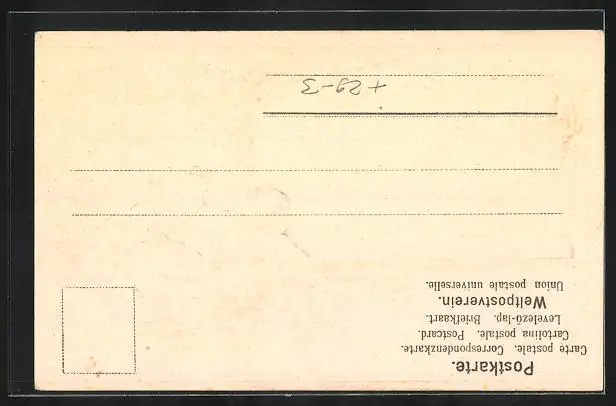 Postkarte.
Carte postale. Correspondenzkarte.
Cartolina postale. Postcard.
Levelező-lap. Briefkaart.
Weltpostverein.
Union postale universelle.
+ 29-3